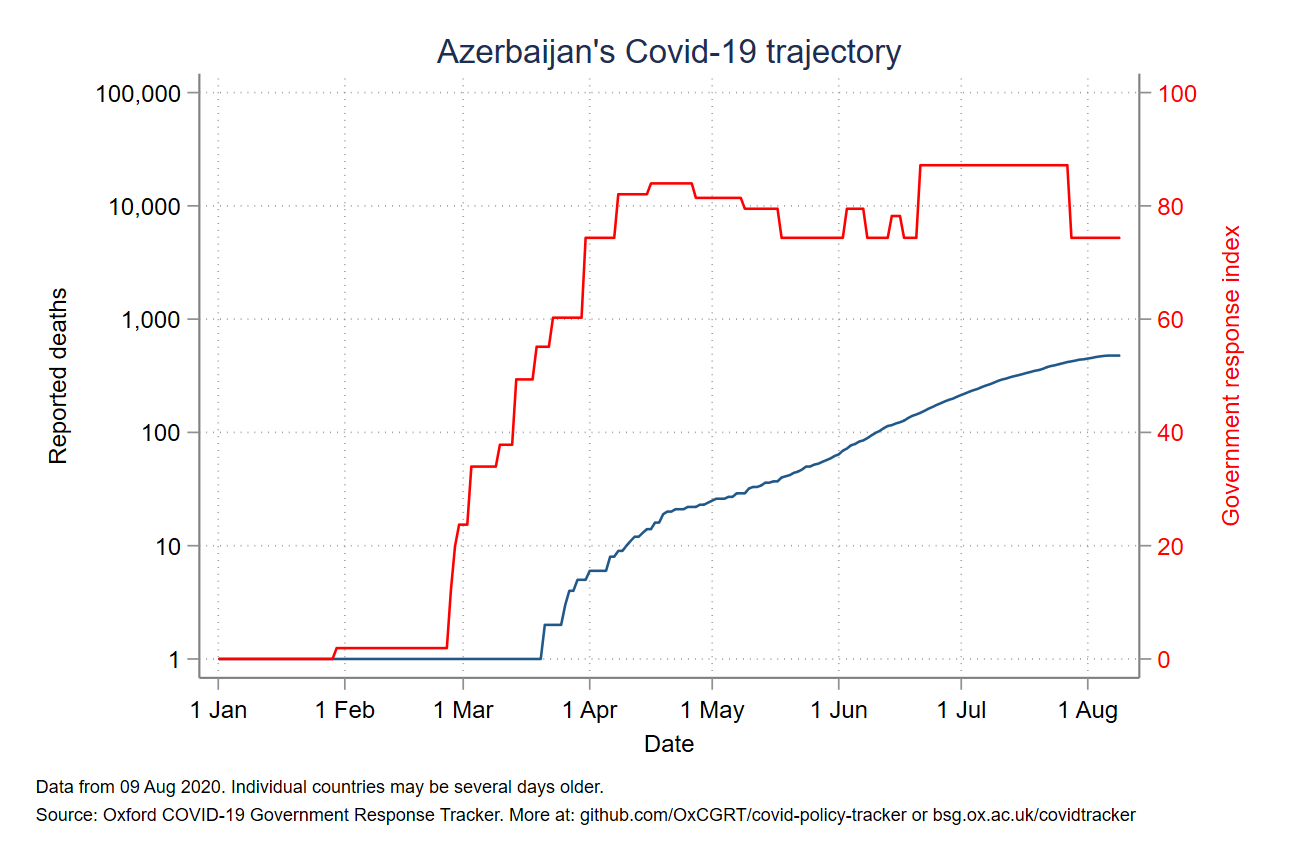 Azerbaijan's Covid-19 trajectory
100,000
10,000
1,000
100
10
1
Reported deaths
100
80
60
40
20
0
Government response index
1 Jan 1 Feb 1 Mar 1 Apr 1 May 1 Jun 1 Jul 1 Aug
Date
Data from 09 Aug 2020. Individual countries may be several days older.
Source: Oxford COVID-19 Government Response Tracker. More at: github.com/OxCGRT/covid-policy-tracker or bsg.ox.ac.uk/covidtracker